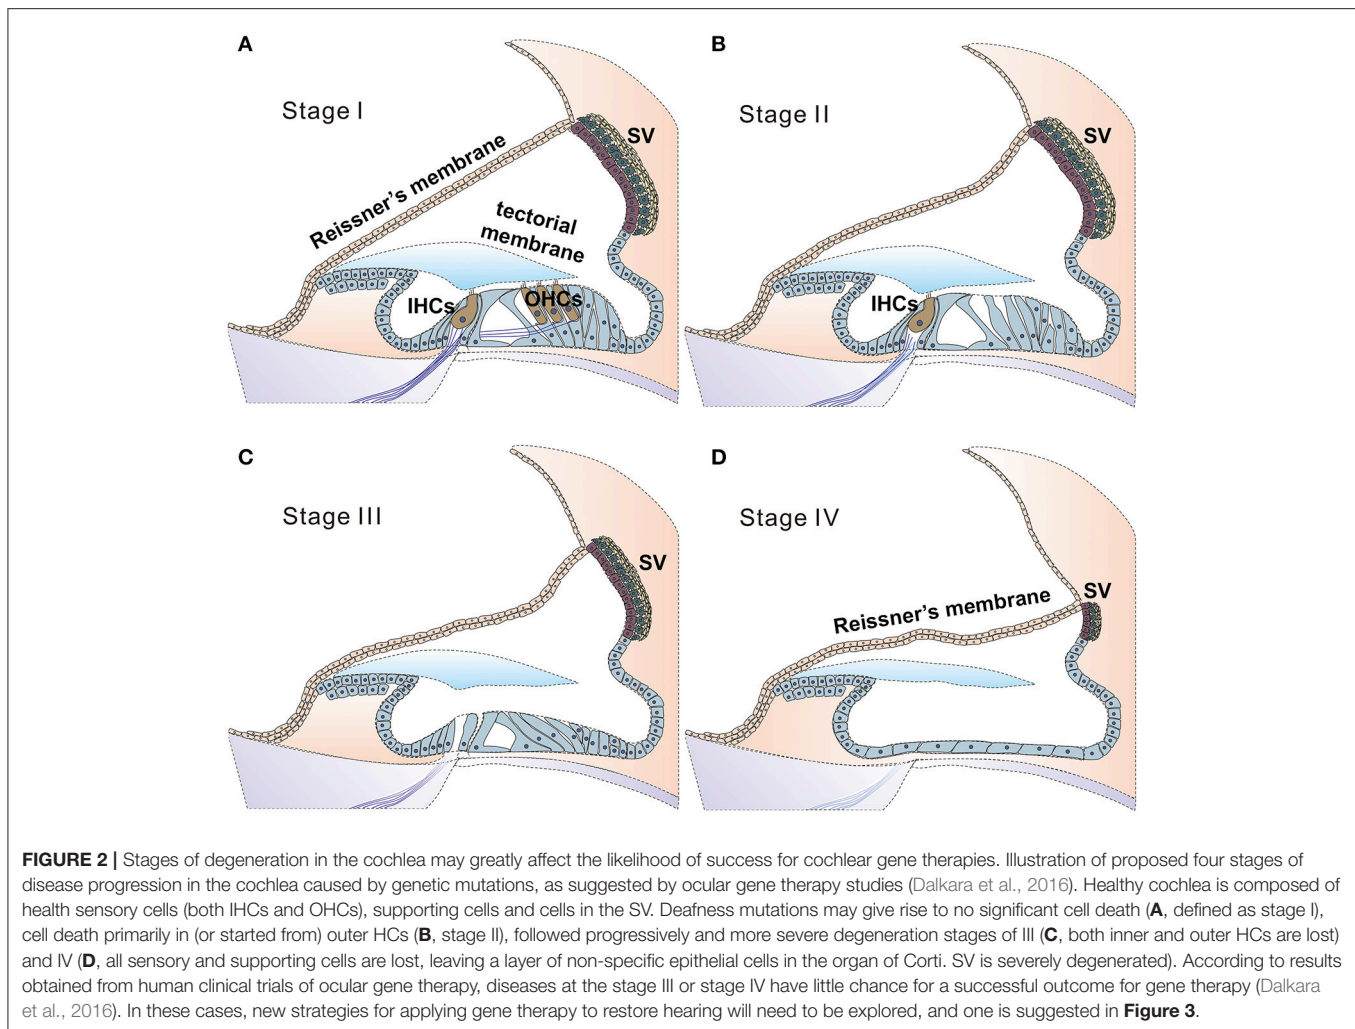 A
Stage I
SV
Reissner's membrane
tectorial
membrane
IHCs
OHCs
B
Stage II
SV
IHCs
C
Stage III
SV
D
Stage IV
SV
Reissner's membrane
FIGURE 2 | Stages of degeneration in the cochlea may greatly affect the likelihood of success for cochlear gene therapies. Illustration of proposed four stages of
disease progression in the cochlea caused by genetic mutations, as suggested by ocular gene therapy studies (Dalkara et al., 2016). Healthy cochlea is composed of
health sensory cells (both IHCs and OHCs), supporting cells and cells in the SV. Deafness mutations may give rise to no significant cell death (A, defined as stage I),
cell death primarily in (or started from) outer HCs (B, stage II), followed progressively and more severe degeneration stages of III (C, both inner and outer HCs are lost)
and IV (D, all sensory and supporting cells are lost, leaving a layer of non-specific epithelial cells in the organ of Corti. SV is severely degenerated). According to results
obtained from human clinical trials of ocular gene therapy, diseases at the stage III or stage IV have little chance for a successful outcome for gene therapy (Dalkara
et al., 2016). In these cases, new strategies for applying gene therapy to restore hearing will need to be explored, and one is suggested in Figure 3.